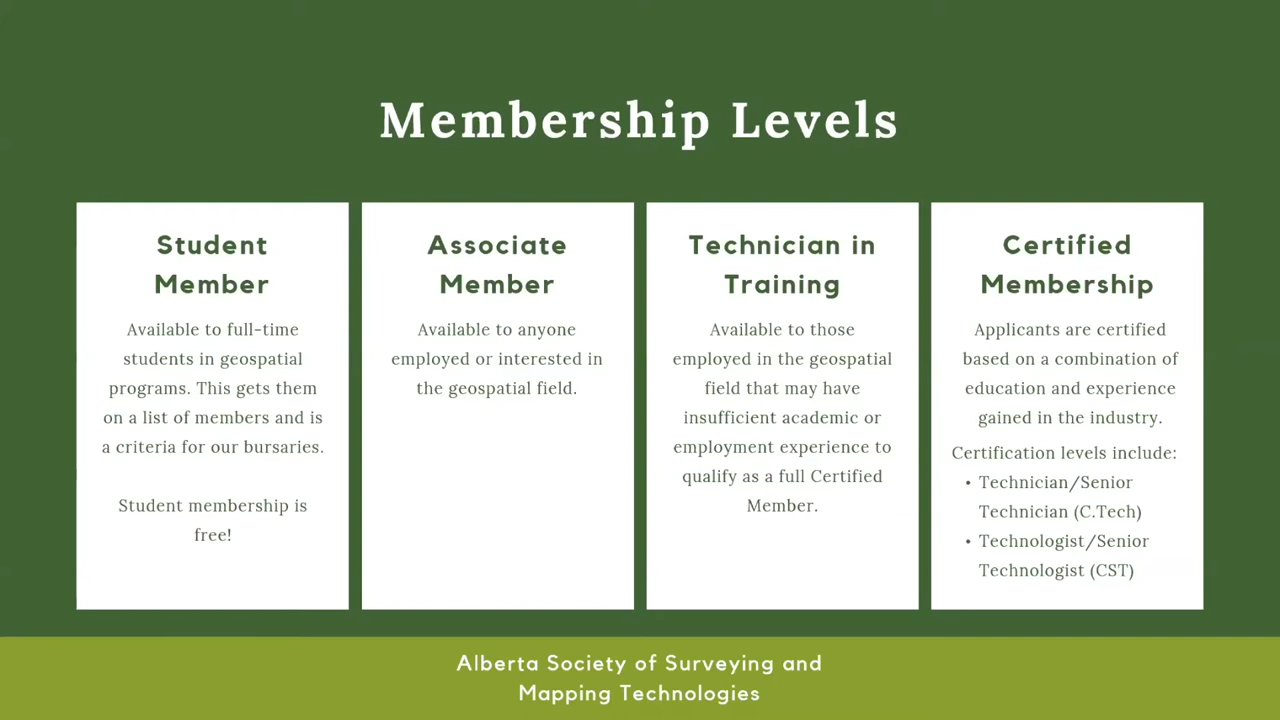 Membership Levels
Student
Member
Available to full-time
students in geospatial
programs. This gets them
on a list of members and is
a criteria for our bursaries.
Student membership is
free!
Associate
Member
Available to anyone
employed or interested in
the geospatial field.
Technician in
Training
Available to those
employed in the geospatial
field that may have
insufficient academic or
employment experience to
qualify as a full Certified
Member.
Certified
Membership
Applicants are certified
based on a combination of
education and experience
gained in the industry.
Certification levels include:
• Technician/Senior
Technician (C.Tech)
• Technologist/Senior
Technologist (CST)
Alberta Society of Surveying and
Mapping Technologies